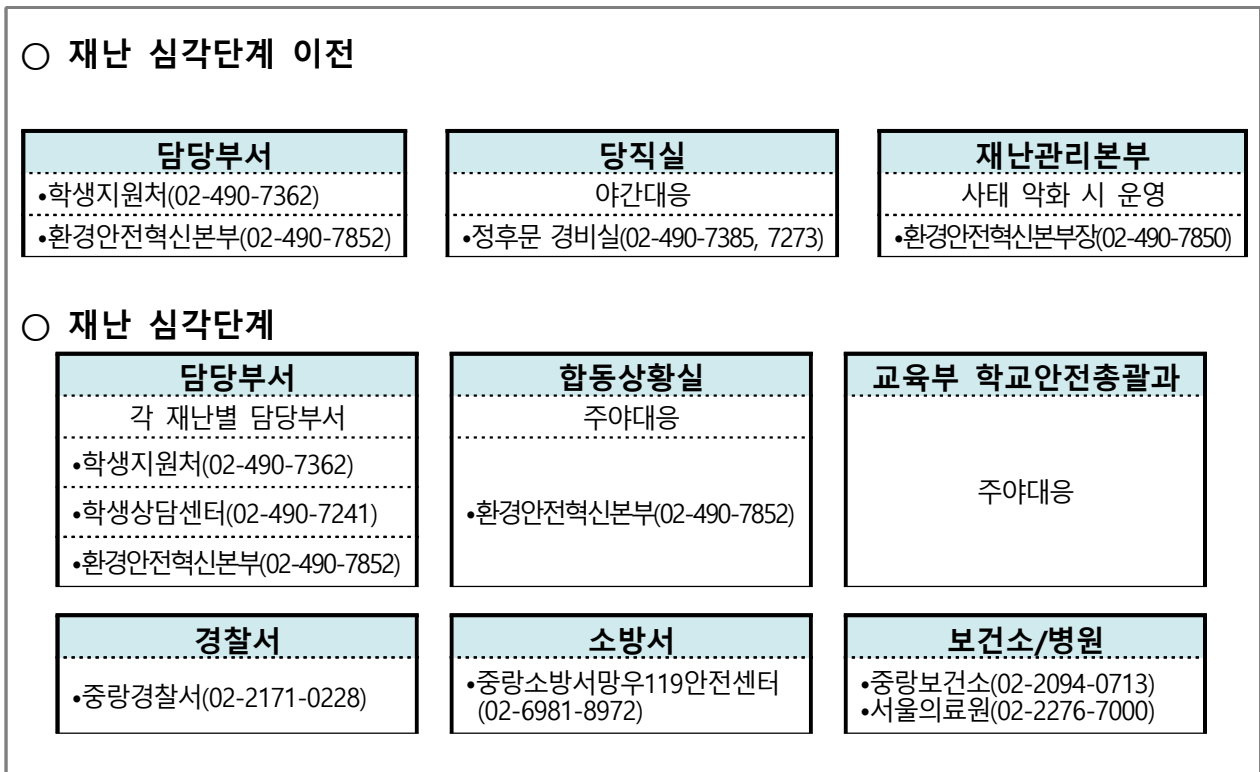 ○ 재난 심각단계 이전
담당부서
•학생지원처(02-490-7362)
•환경안전혁신본부(02-490-7852)
당직실
야간대응
•정후문 경비실(02-490-7385, 7273)
재난관리본부
사태 악화 시 운영
•환경안전혁신본부장(02-490-7850)
○ 재난 심각단계
담당부서
각 재난별 담당부서
•학생지원처(02-490-7362)
•학생상담센터(02-490-7241)
•환경안전혁신본부(02-490-7852)
합동상황실
주야대응
•환경안전혁신본부(02-490-7852)
교육부 학교안전총괄과
주야대응
경찰서
•중랑경찰서(02-2171-0228)
소방서
•중랑소방서망우119안전센터
(02-6981-8972)
보건소/병원
•중랑보건소(02-2094-0713)
•서울의료원(02-2276-7000)